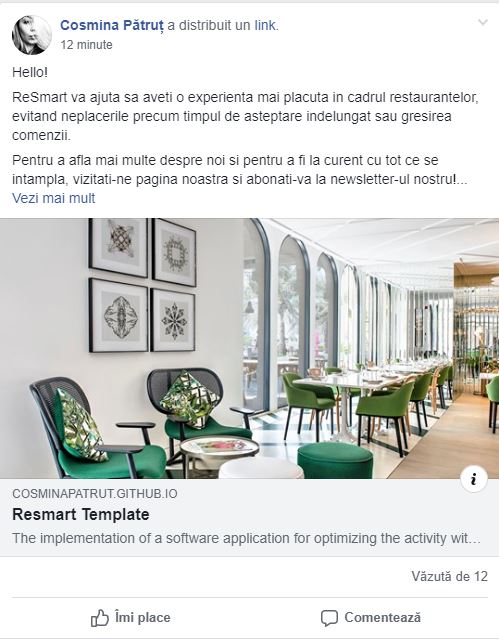 Cosmina Pătruț a distribuit un link.
12 minute
Hello!
ReSmart va ajuta sa aveti o experienta mai placuta in cadrul restaurantelor,
evitand neplacerile precum timpul de asteptare indelungat sau gresirea
comenzii.
Pentru a afla mai multe despre noi si pentru a fi la curent cu tot ce se
intampla, vizitati-ne pagina noastra si abonati-va la newsletter-ul nostru!...
Vezi mai mult
COSMINAPATRUT.GITHUB.IO
Resmart Template
The implementation of a software application for optimizing the activity wit...
Văzută de 12
Îmi place
Comentează